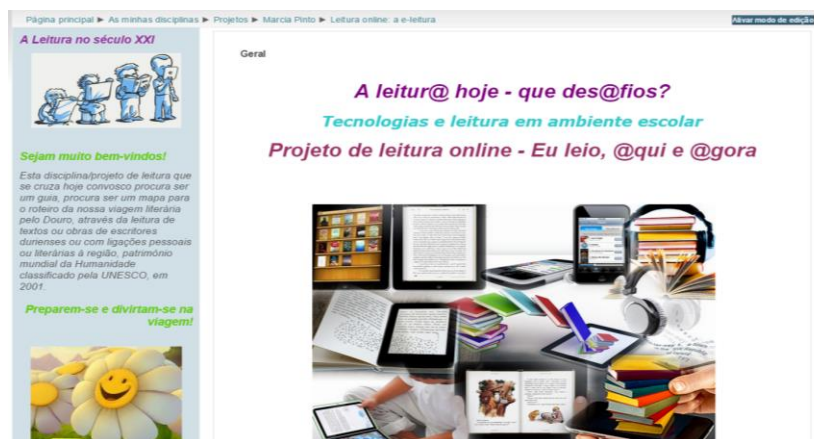 Página principal ► As minhas disciplinas ► Projetos ► Marcia Pinto ► Leitura online: a e-leitura
Ativar modo de edição
A Leitura no século XXI
Sejam muito bem-vindos!
Esta disciplina/projeto de leitura que
se cruza hoje convosco procura ser
um guia, procura ser um mapa para
o roteiro da nossa viagem literária
pelo Douro, através da leitura de
textos ou obras de escritores
durienses ou com ligações pessoais
ou literárias à região, património
mundial da Humanidade
classificado pela UNESCO, em
2001.
Preparem-se e divirtam-se na
viagem!
Geral
A leitur@ hoje - que des@fios?
Tecnologias e leitura em ambiente escolar
Projeto de leitura online - Eu leio, @qui e @gora